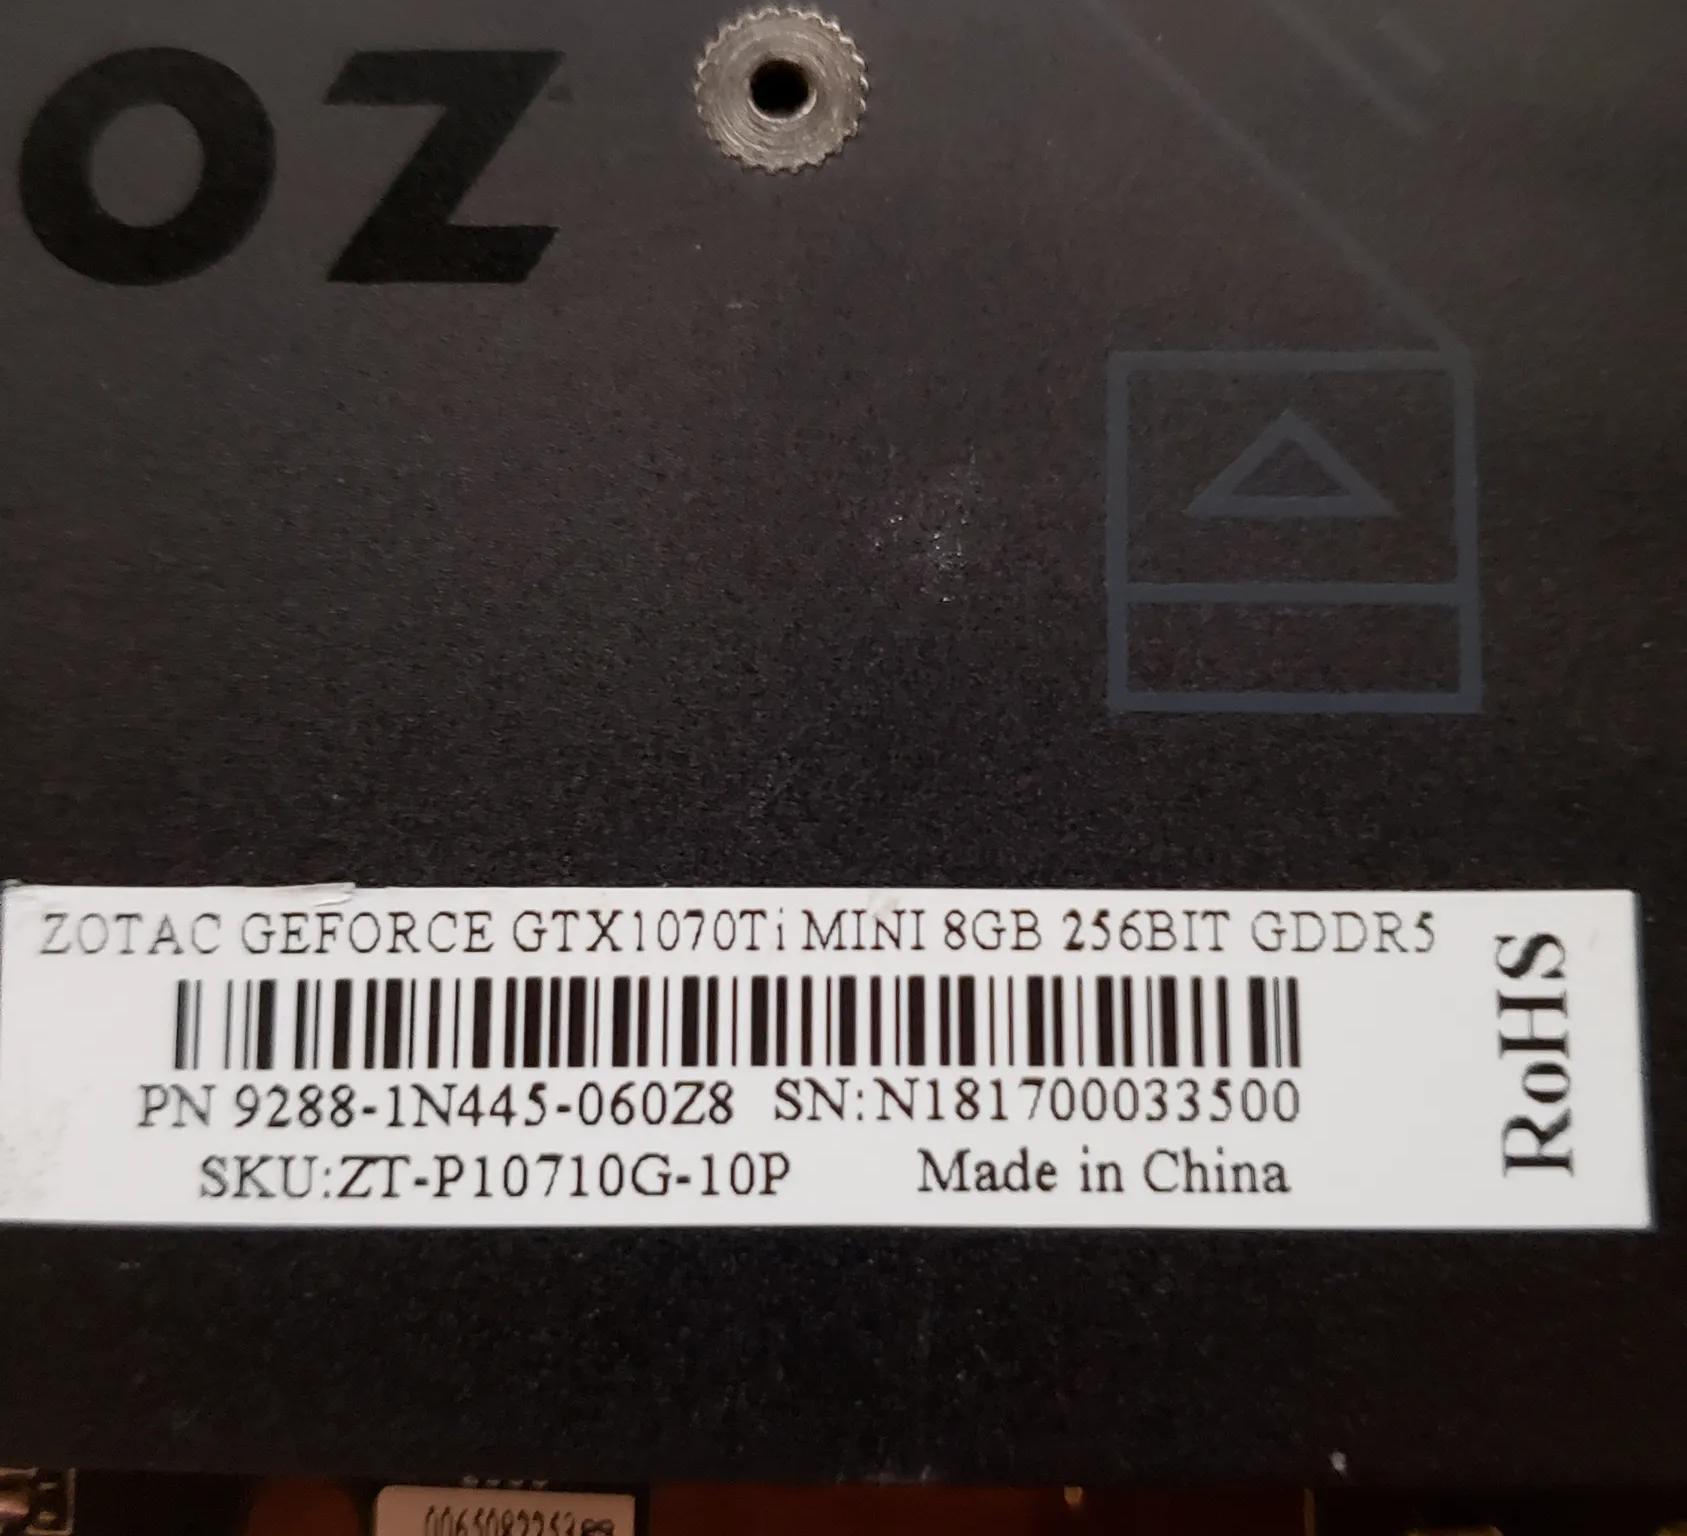 OZ
ZOTAC GEFORCE GTX1070Ti MINI 8GB 256BIT GDDR5
PN 9288-1N445-060Z8 SN:N181700033500
SKU:ZT-P10710G-10P Made in China
RoHS